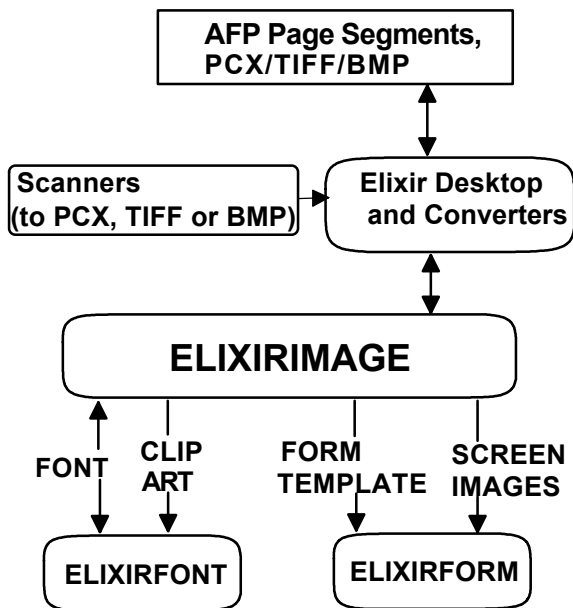 AFP Page Segments,
PCX/TIFF/BMP
Scanners
(to PCX, TIFF or BMP)
Elixir Desktop
and Converters
ELIXIRIMAGE
FONT
CLIP
ART
FORM
TEMPLATE
SCREEN
IMAGES
ELIXIRFONT
ELIXIRFORM